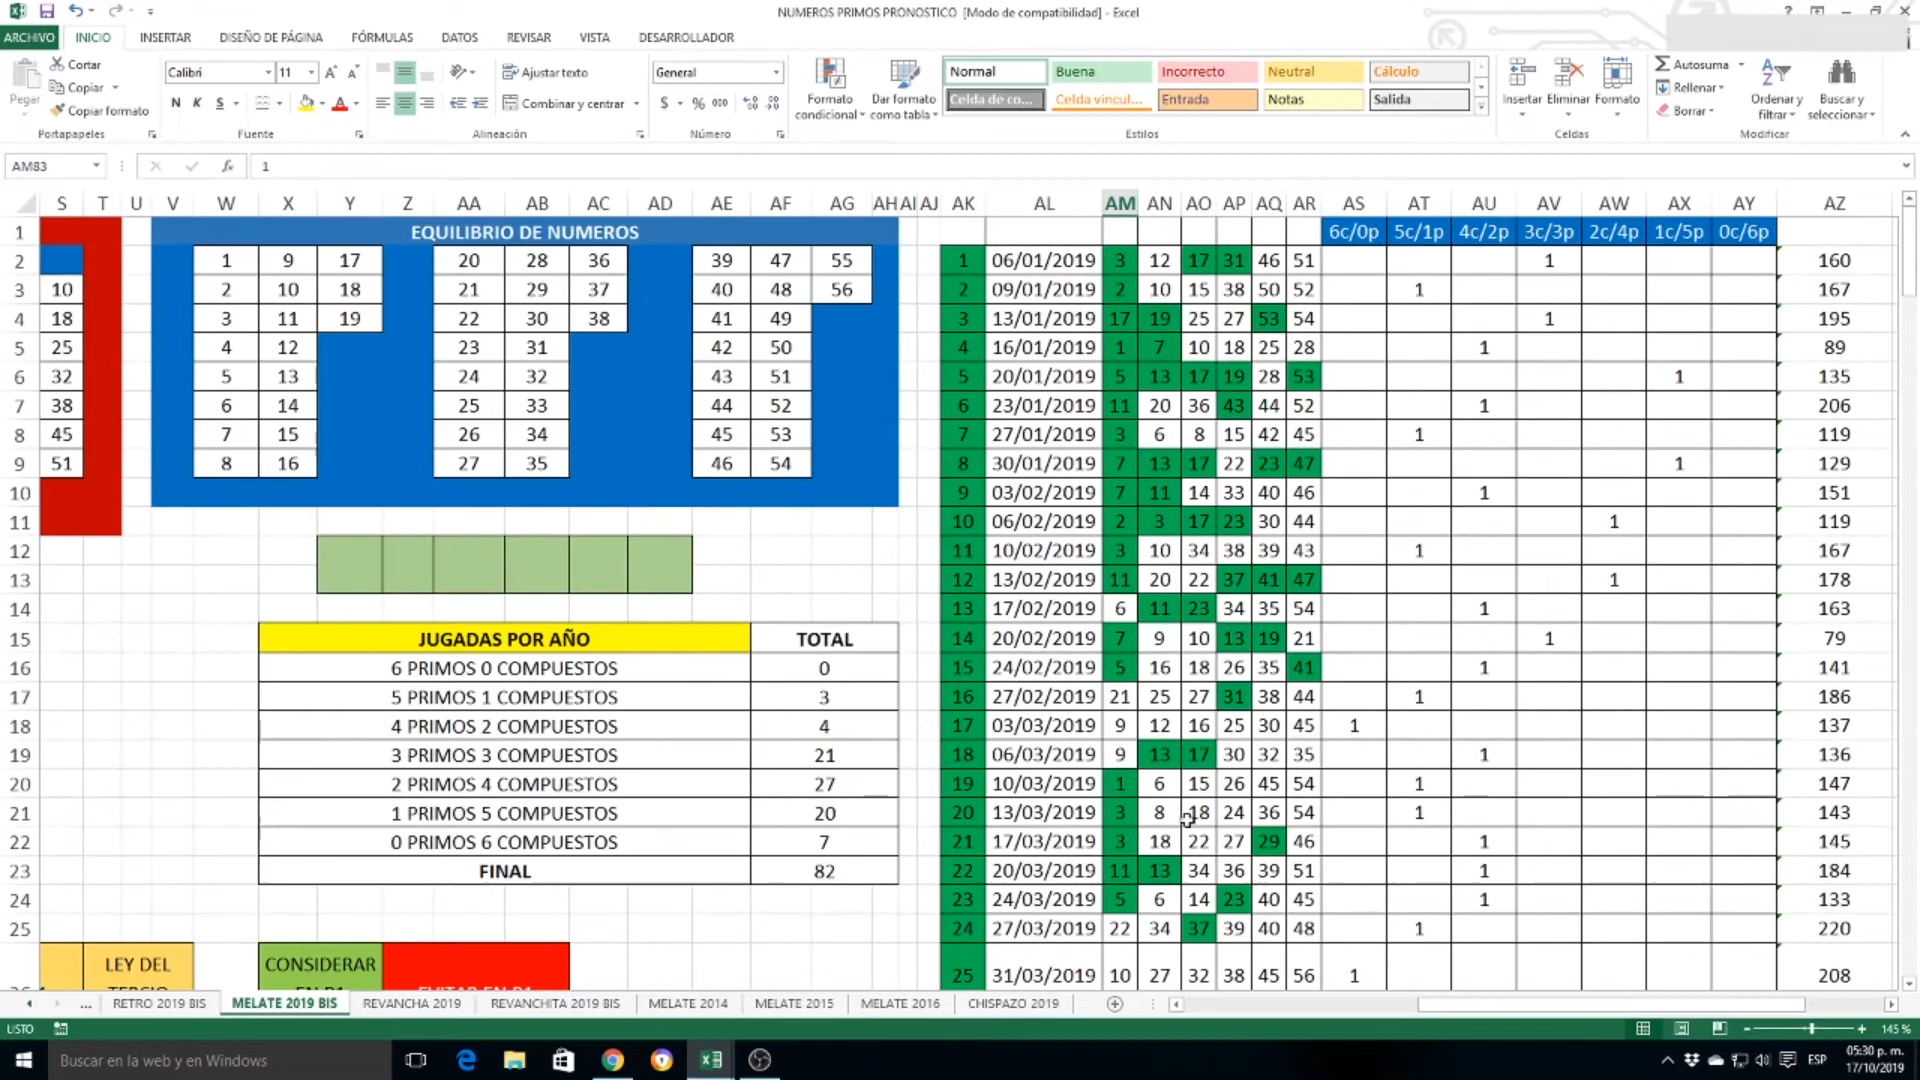 NUMEROS PRIMOS PRONOSTICO [Modo de compatibilidad] - Excel
ARCHIVO INICIO INSERTAR DISEÑO DE PÁGINA FÓRMULAS DATOS REVISAR VISTA DESARROLLADOR
Cortar Calibri 11 Ajustar texto General Normal Buena Incorrecto Neutral Cálculo Autosuma
Pegar Copiar Formato condicional Dar formato como tabla Insertar Eliminar Formato Rellenar Ordenar y filtrar Buscar y seleccionar
Copiar formato N K S Combinar y centrar $ % 000 Celda de co... Celda vincul... Entrada Notas Salida Borrar
Portapapeles Fuente Alineación Número Estilos Celdas Modificar
AM83 fx 1
S T U V W X Y Z AA AB AC AD AE AF AG AH AI AJ AK AL AM AN AO AP AQ AR AS AT AU AV AW AX AY AZ
1 EQUILIBRIO DE NUMEROS 6c/0p 5c/1p 4c/2p 3c/3p 2c/4p 1c/5p 0c/6p
2 1 9 17 20 28 36 39 47 55 1 06/01/2019 3 12 17 31 46 51 1 160
3 10 2 10 18 21 29 37 40 48 56 2 09/01/2019 2 10 15 38 50 52 1 167
4 18 3 11 19 22 30 38 41 49 3 13/01/2019 17 19 25 27 53 54 1 195
5 25 4 12 23 31 42 50 4 16/01/2019 1 7 10 18 25 28 1 89
6 32 5 13 24 32 43 51 5 20/01/2019 5 13 17 19 28 53 1 135
7 38 6 14 25 33 44 52 6 23/01/2019 11 20 36 43 44 52 1 206
8 45 7 15 26 34 45 53 7 27/01/2019 3 6 8 15 42 45 1 119
9 51 8 16 27 35 46 54 8 30/01/2019 7 13 17 22 23 47 1 129
10 9 03/02/2019 7 11 14 33 40 46 1 151
11 10 06/02/2019 2 3 17 23 30 44 1 119
12 11 10/02/2019 3 10 34 38 39 43 1 167
13 12 13/02/2019 11 20 22 37 41 47 1 178
14 13 17/02/2019 6 11 23 34 35 54 1 163
15 JUGADAS POR AÑO TOTAL 14 20/02/2019 7 9 10 13 19 21 1 79
16 6 PRIMOS 0 COMPUESTOS 0 15 24/02/2019 5 16 18 26 35 41 1 141
17 5 PRIMOS 1 COMPUESTOS 3 16 27/02/2019 21 25 27 31 38 44 1 186
18 4 PRIMOS 2 COMPUESTOS 4 17 03/03/2019 9 12 16 25 30 45 1 137
19 3 PRIMOS 3 COMPUESTOS 21 18 06/03/2019 9 13 17 30 32 35 1 136
20 2 PRIMOS 4 COMPUESTOS 27 19 10/03/2019 1 6 15 26 45 54 1 147
21 1 PRIMOS 5 COMPUESTOS 20 20 13/03/2019 3 8 18 24 36 54 1 143
22 0 PRIMOS 6 COMPUESTOS 7 21 17/03/2019 3 18 22 27 29 46 1 145
23 FINAL 82 22 20/03/2019 11 13 34 36 39 51 1 184
24 23 24/03/2019 5 6 14 23 40 45 1 133
25 24 27/03/2019 22 34 37 39 40 48 1 220
LEY DEL CONSIDERAR
25 31/03/2019 10 27 32 38 45 56 1 208
... RETRO 2019 BIS MELATE 2019 BIS REVANCHA 2019 REVANCHITA 2019 BIS MELATE 2014 MELATE 2015 MELATE 2016 CHISPAZO 2019
LISTO 145 %
Buscar en la web y en Windows ESP 05:30 p. m.
17/10/2019